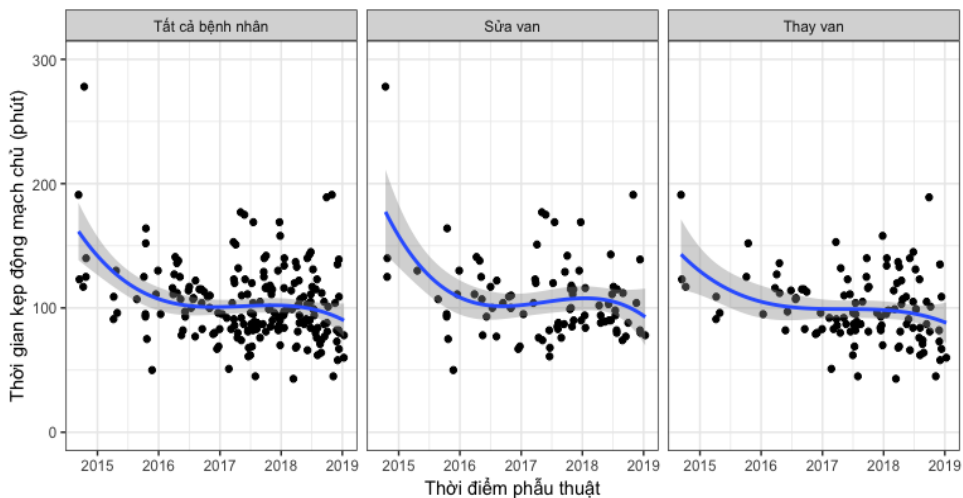 Tất cả bệnh nhân
Sửa van
Thay van
Thời gian kẹp động mạch chủ (phút)
300
200
100
0
2015 2016 2017 2018 2019
2015 2016 2017 2018 2019
2015 2016 2017 2018 2019
Thời điểm phẫu thuật